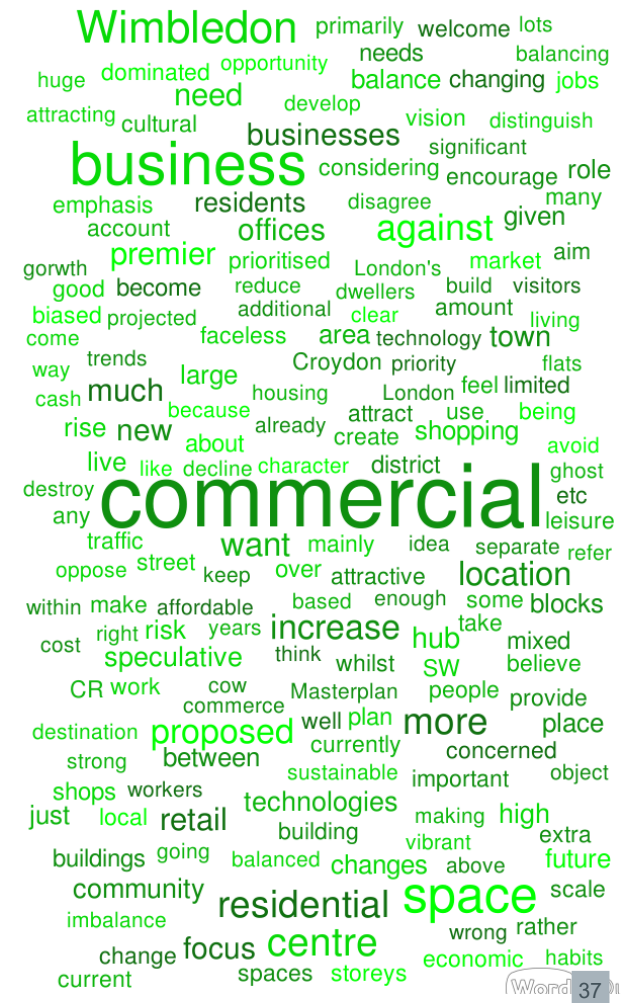 Wimbledon primarily welcome lots
needs balancing
huge dominated opportunity balance changing jobs
need develop
attracting cultural vision distinguish
businesses significant
business considering encourage role
emphasis residents disagree many
account offices against given
premier prioritised London's market aim
gorwth
good become reduce dwellers build visitors
biased projected additional clear amount living
come faceless area technology town
way trends Croydon priority flats
cash much large housing London feel limited
because attract use being
rise new about already create shopping avoid
live like decline character district ghost
destroy commercial etc
any leisure
traffic want mainly idea separate refer
oppose street keep over attractive location
within make affordable based enough some blocks
cost right risk years increase hub take mixed
speculative think whilst SW believe
CR work cow Masterplan people provide
commerce
destination proposed well plan more place
strong between currently concerned
shops workers sustainable important object
just local retail technologies making high
building vibrant extra
buildings going balanced changes above future
community residential space scale
imbalance wrong rather
change focus centre economic habits
current spaces storeys
Word
37